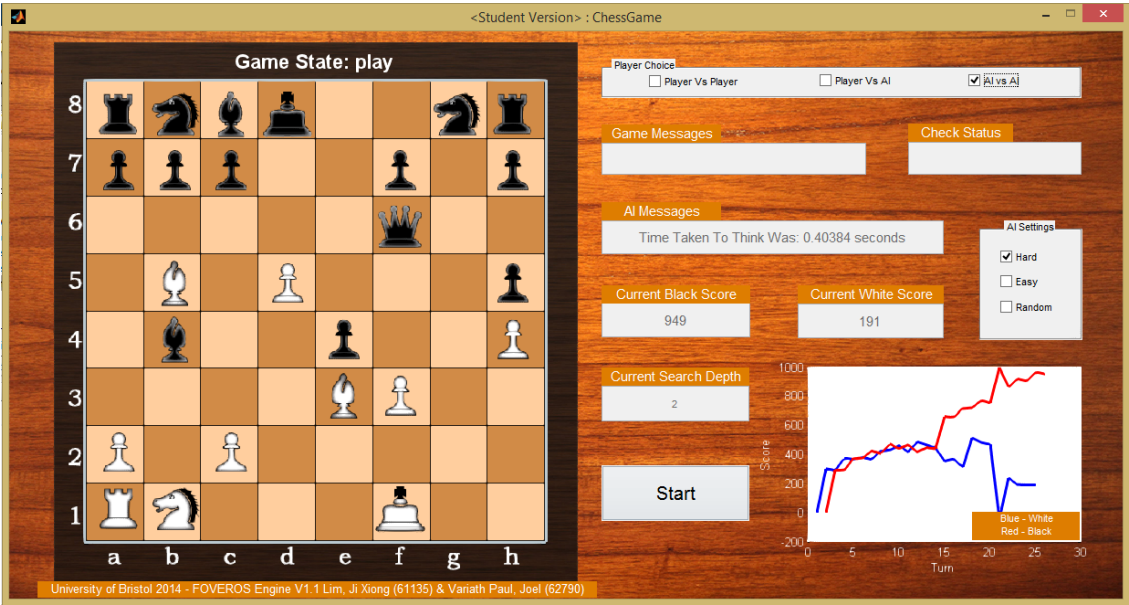 <Student Version> : ChessGame
Game State: play
8
7
6
5
4
3
2
1
a b c d e f g h
University of Bristol 2014 - FOVEROS Engine V1.1 Lim, Ji Xiong (61135) & Variath Paul, Joel (62790)
Player Choice
Player Vs Player
Player Vs AI
AI vs AI
Game Messages
Check Status
AI Messages
Time Taken To Think Was: 0.40384 seconds
AI Settings
Hard
Easy
Random
Current Black Score
949
Current White Score
191
Current Search Depth
2
Start
1000
800
600
400
200
0
-200
Score
0 5 10 15 20 25 30
Turn
Blue - White
Red - Black